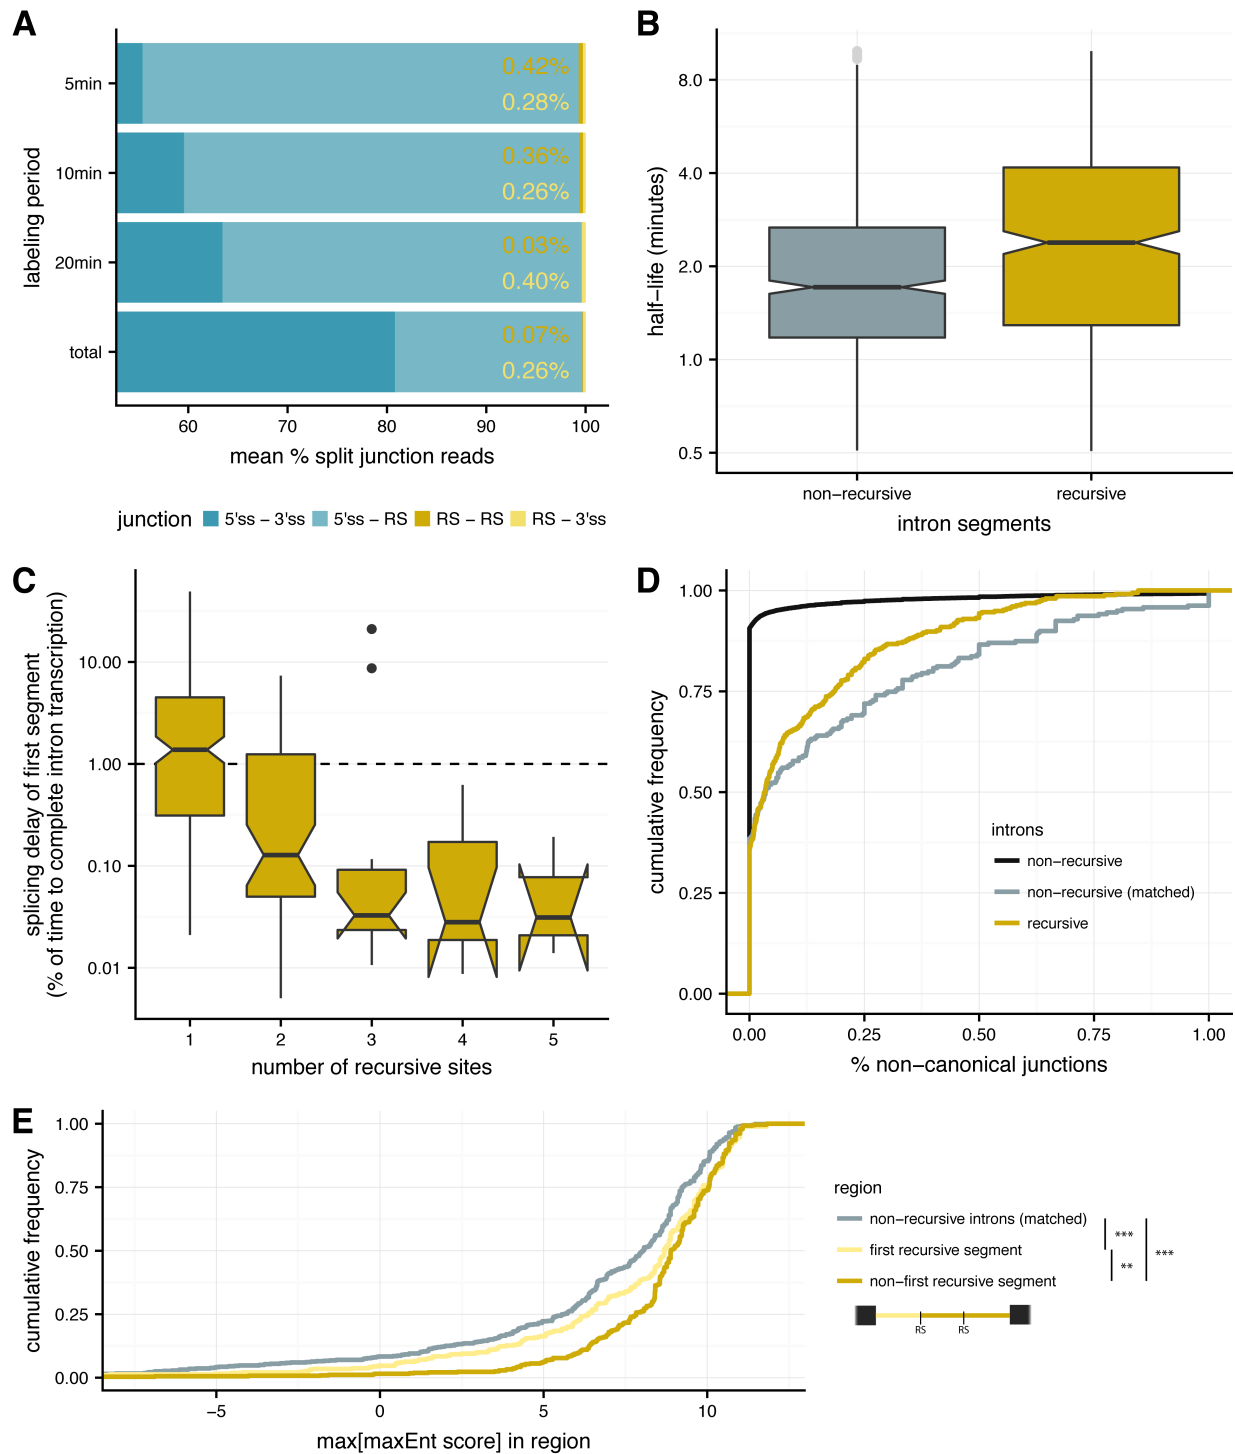 A
labeling period
5min
10min
20min
total
0.42%
0.28%
0.36%
0.26%
0.03%
0.40%
0.07%
0.26%
60 70 80 90 100
mean % split junction reads
junction 5'ss − 3'ss 5'ss − RS RS − RS RS − 3'ss
B
half−life (minutes)
8.0
4.0
2.0
1.0
0.5
non−recursive recursive
intron segments
C
splicing delay of first segment
(% of time to complete intron transcription)
10.00
1.00
0.10
0.01
1 2 3 4 5
number of recursive sites
D
cumulative frequency
1.00
0.75
0.50
0.25
0.00
introns
non−recursive
non−recursive (matched)
recursive
0.00 0.25 0.50 0.75 1.00
% non−canonical junctions
E
cumulative frequency
1.00
0.75
0.50
0.25
0.00
−5 0 5 10
max[maxEnt score] in region
region
non−recursive introns (matched)
first recursive segment
non−first recursive segment
***
**
***
RS RS